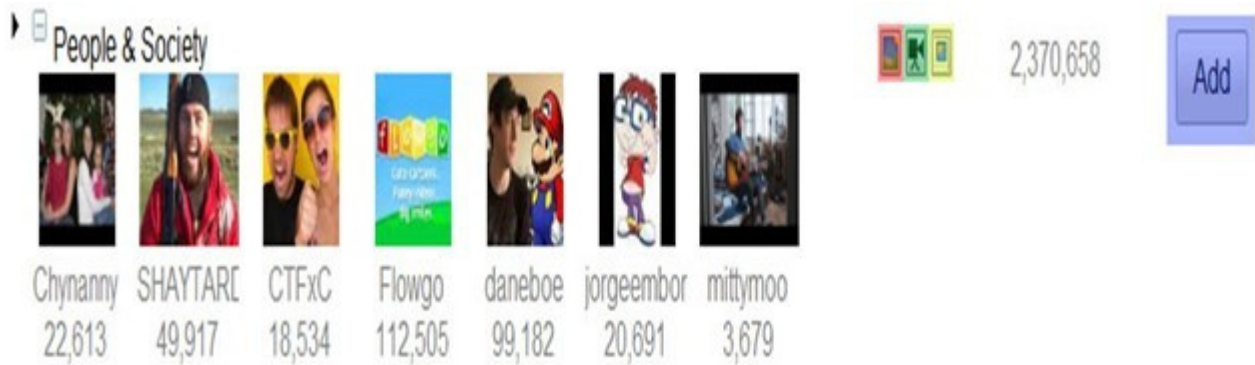 People & Society
2,370,658
Add
FLOWGO
Chynanny SHAYTARD CTFxC Flowgo daneboe jorgeembor mittymoo
22,613 49,917 18,534 112,505 99,182 20,691 3,679